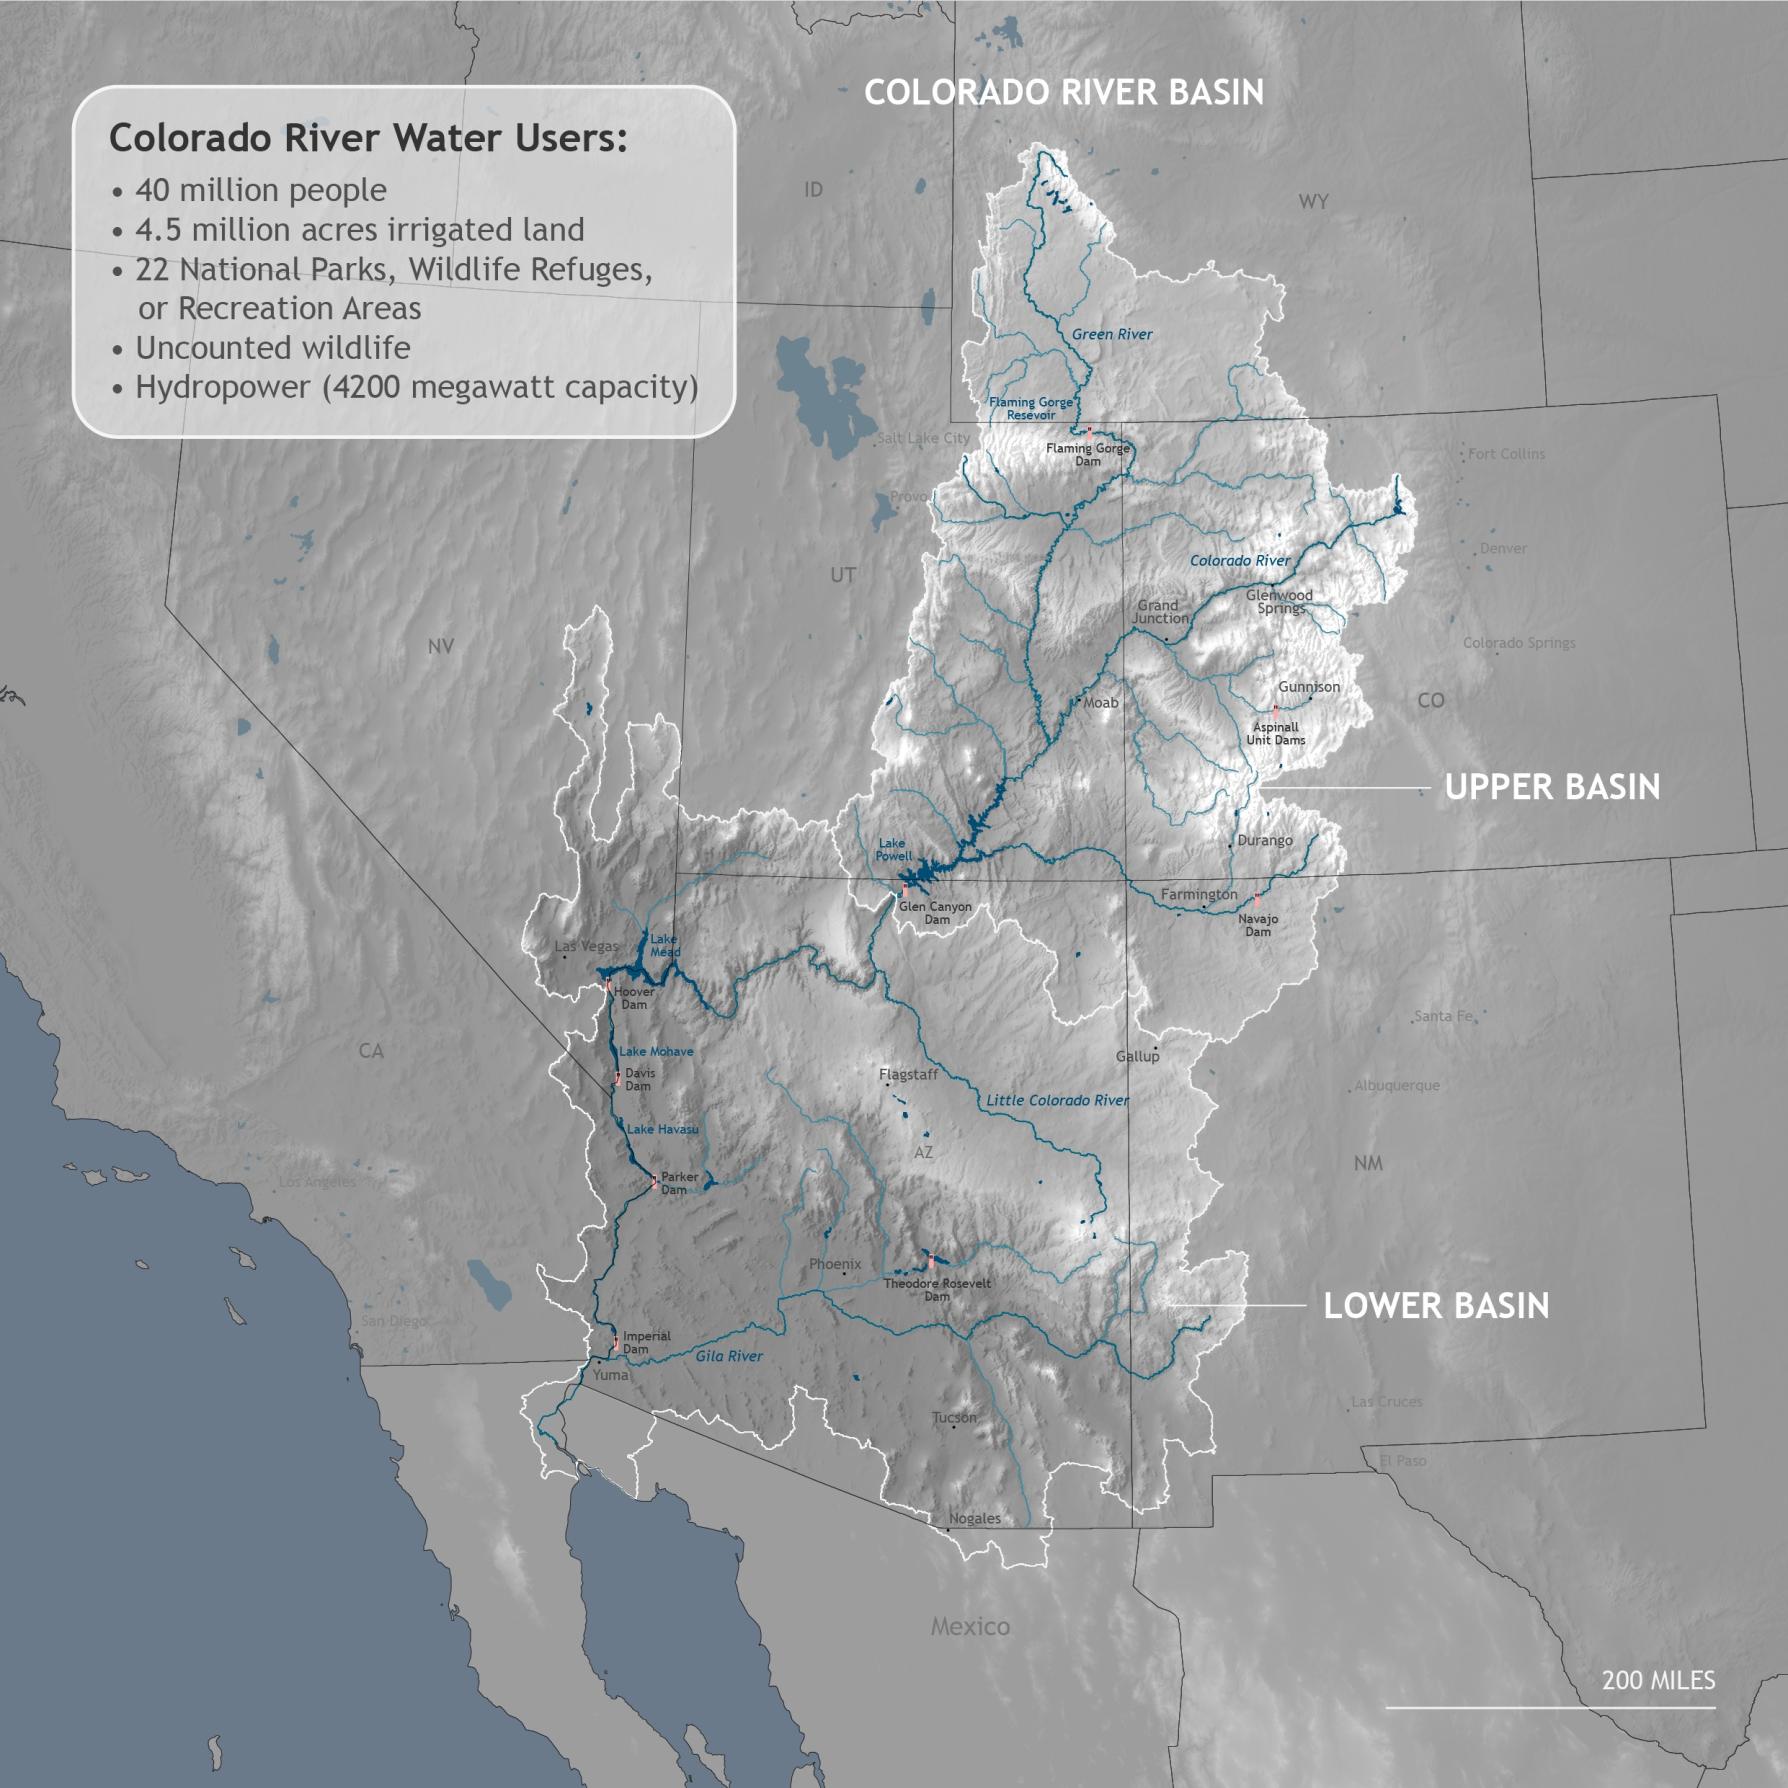 COLORADO RIVER BASIN
Colorado River Water Users:
• 40 million people
• 4.5 million acres irrigated land
• 22 National Parks, Wildlife Refuges,
or Recreation Areas
• Uncounted wildlife
• Hydropower (4200 megawatt capacity)
ID
WY
Green River
Flaming Gorge
Resevoir
Salt Lake City
Flaming Gorge
Dam
Fort Collins
Provo
Denver
Colorado River
UT
Glenwood
Springs
Grand
Junction
NV
Colorado Springs
Gunnison
Moab
CO
Aspinall
Unit Dams
UPPER BASIN
Durango
Lake
Powell
Farmington
Glen Canyon
Dam
Navajo
Dam
Las Vegas
Lake
Mead
Hoover
Dam
Santa Fe
CA
Lake Mohave
Gallup
Davis
Dam
Flagstaff
Albuquerque
Little Colorado River
Lake Havasu
AZ
NM
Los Angeles
Parker
Dam
Phoenix
Theodore Rosevelt
Dam
LOWER BASIN
San Diego
Imperial
Dam
Gila River
Yuma
Las Cruces
Tucson
El Paso
Nogales
Mexico
200 MILES